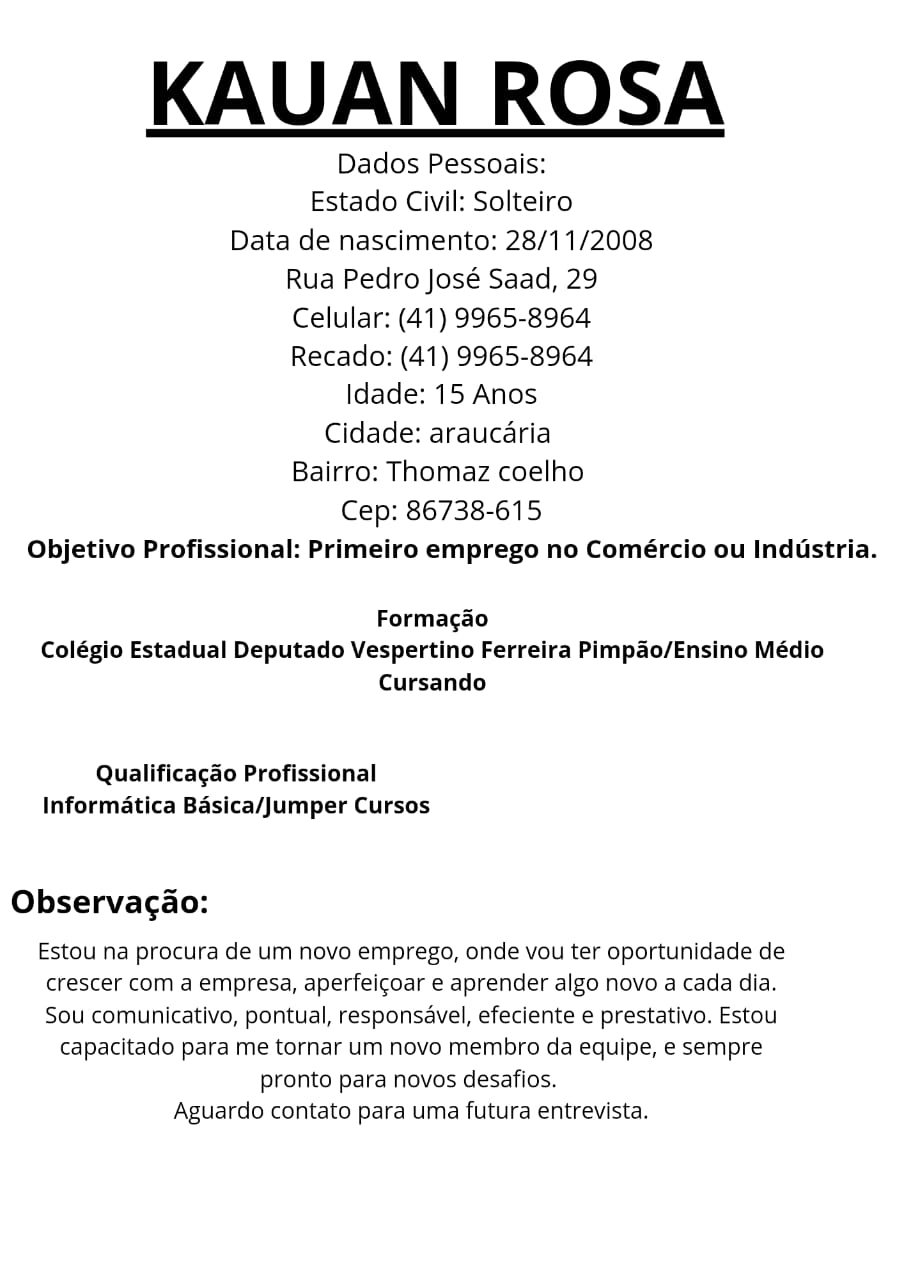 KAUAN ROSA
Dados Pessoais:
Estado Civil: Solteiro
Data de nascimento: 28/11/2008
Rua Pedro José Saad, 29
Celular: (41) 9965-8964
Recado: (41) 9965-8964
Idade: 15 Anos
Cidade: araucária
Bairro: Thomaz coelho
Cep: 86738-615
Objetivo Profissional: Primeiro emprego no Comércio ou Indústria.
Formação
Colégio Estadual Deputado Vespertino Ferreira Pimpão/Ensino Médio
Cursando
Qualificação Profissional
Informática Básica/Jumper Cursos
Observação:
Estou na procura de um novo emprego, onde vou ter oportunidade de
crescer com a empresa, aperfeiçoar e aprender algo novo a cada dia.
Sou comunicativo, pontual, responsável, efeciente e prestativo. Estou
capacitado para me tornar um novo membro da equipe, e sempre
pronto para novos desafios.
Aguardo contato para uma futura entrevista.